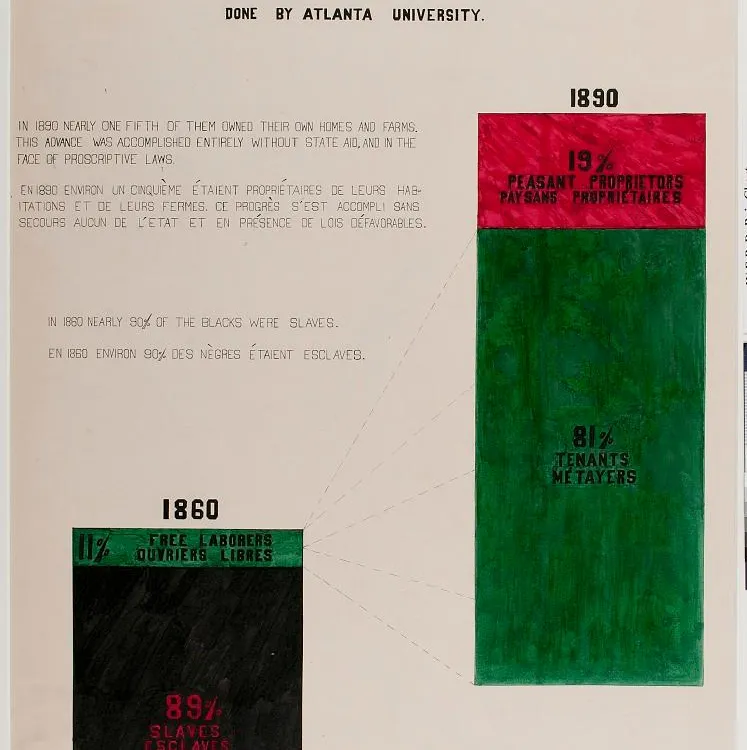 DONE BY ATLANTA UNIVERSITY.
IN 1890 NEARLY ONE FIFTH OF THEM OWNED THEIR OWN HOMES AND FARMS.
THIS ADVANCE WAS ACCOMPLISHED ENTIRELY WITHOUT STATE AID, AND IN THE
FACE OF PROSCRIPTIVE LAWS.
EN 1890 ENVIRON UN CINQUIÈME ÉTAIENT PROPRIÉTAIRES DE LEURS HAB-
ITATIONS ET DE LEURS FERMES. CE PROGRÈS S'EST ACCOMPLI SANS
SECOURS AUCUN DE L'ETAT ET EN PRÉSENCE DE LOIS DÉFAVORABLES.
IN 1860 NEARLY 90% OF THE BLACKS WERE SLAVES.
EN 1860 ENVIRON 90% DES NÈGRES ÉTAIENT ESCLAVES.
1890
19%
PEASANT PROPRIETORS
PAYSANS PROPRIÉTAIRES
81%
TENANTS
MÉTAYERS
1860
11% FREE LABORERS
OUVRIERS LIBRES
89%
SLAVES
ESCLAVES